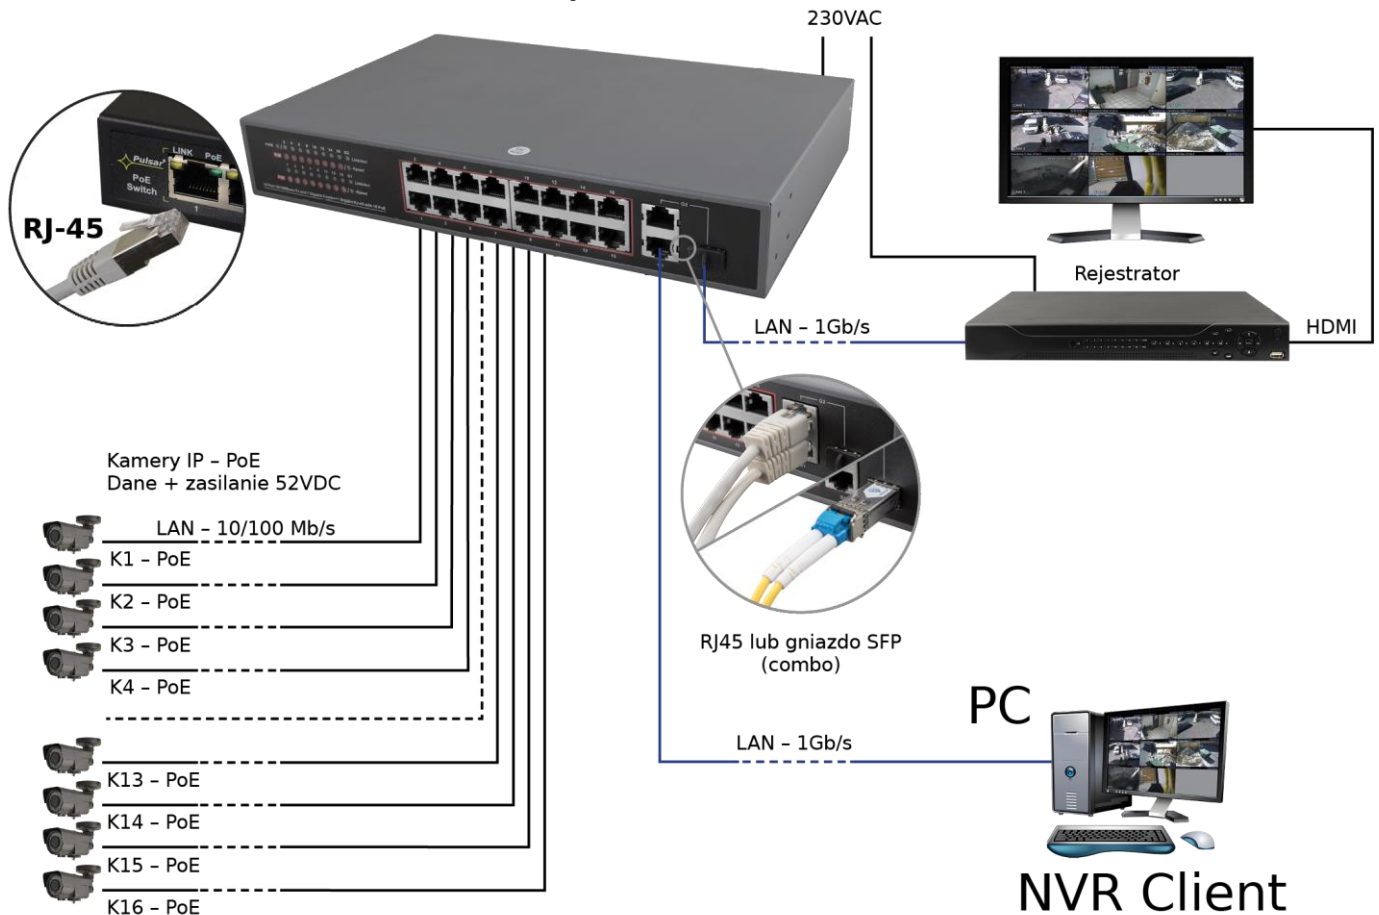 230VAC
LINK PoE
Pulsar
PoE
Switch
1
RJ-45
Rejestrator
LAN – 1Gb/s
HDMI
Kamery IP – PoE
Dane + zasilanie 52VDC
LAN – 10/100 Mb/s
K1 – PoE
K2 – PoE
K3 – PoE
K4 – PoE
RJ45 lub gniazdo SFP
(combo)
PC
LAN – 1Gb/s
K13 – PoE
K14 – PoE
K15 – PoE
K16 – PoE
NVR Client